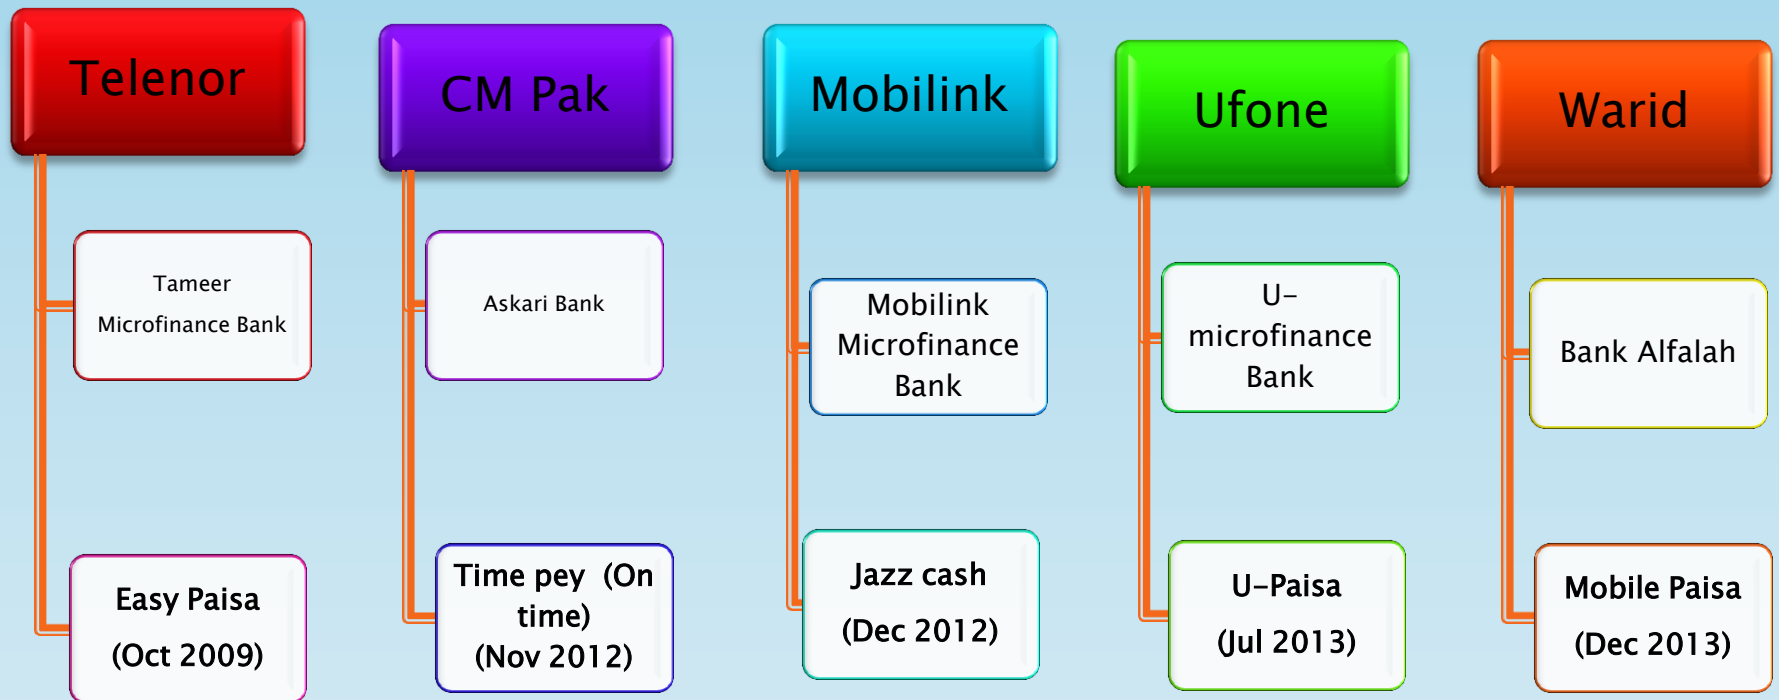 Telenor
Tameer
Microfinance Bank
Easy Paisa
(Oct 2009)
CM Pak
Askari Bank
Time pey (On
time)
(Nov 2012)
Mobilink
Mobilink
Microfinance
Bank
Jazz cash
(Dec 2012)
Ufone
U-
microfinance
Bank
U-Paisa
(Jul 2013)
Warid
Bank Alfalah
Mobile Paisa
(Dec 2013)